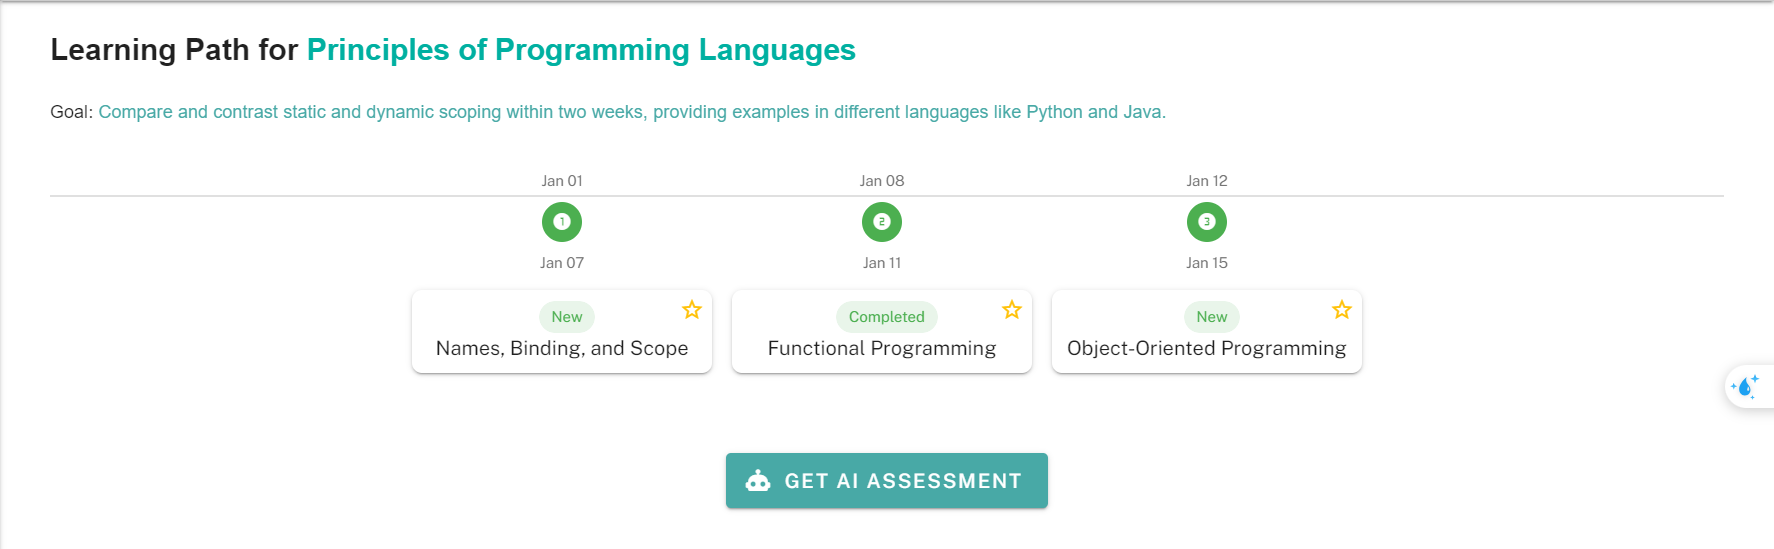 Learning Path for Principles of Programming Languages
Goal: Compare and contrast static and dynamic scoping within two weeks, providing examples in different languages like Python and Java.
Jan 01
1
Jan 07
New
Names, Binding, and Scope
Jan 08
2
Jan 11
Completed
Functional Programming
Jan 12
3
Jan 15
New
Object-Oriented Programming
GET AI ASSESSMENT